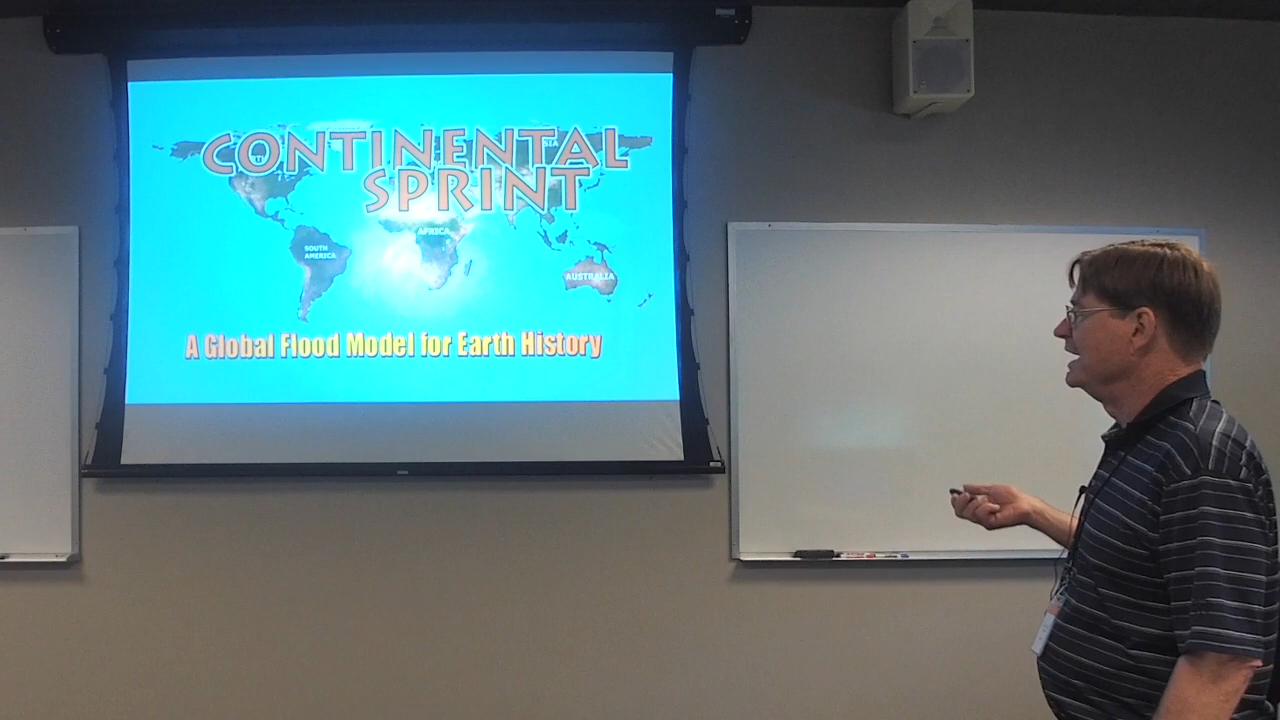 CONTINENTAL
SPRINT
AFRICA
SOUTH
AMERICA
AUSTRALIA
A Global Flood Model for Earth History